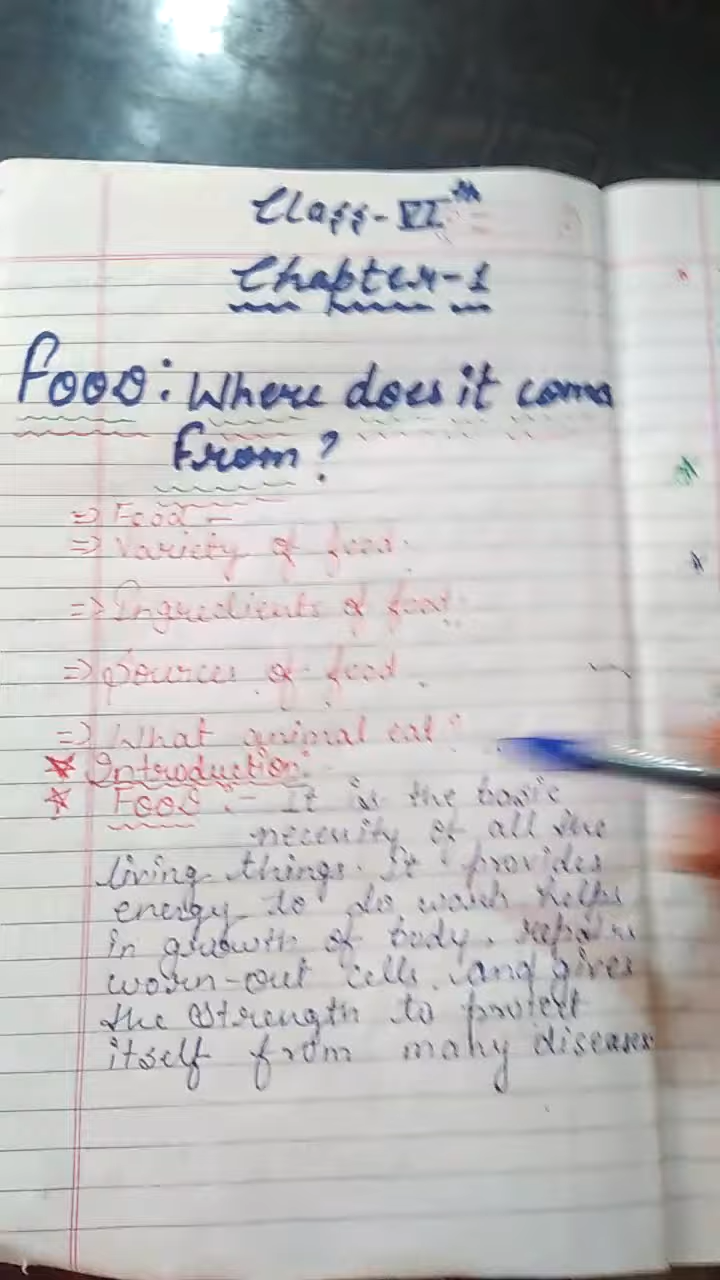 Class-VIth
Chapter-1
Food: Where does it come
from?
=> Food -
=> Variety of food.
=> Ingredients of food.
=> Sources of food.
=> What animal eat?
* Introduction:
* Food :- It is the basic
necessity of all the
living things. It provides
energy to do work helps
in growth of body, repairs
worn-out cells. and gives
the strength to protect
itself from many diseases